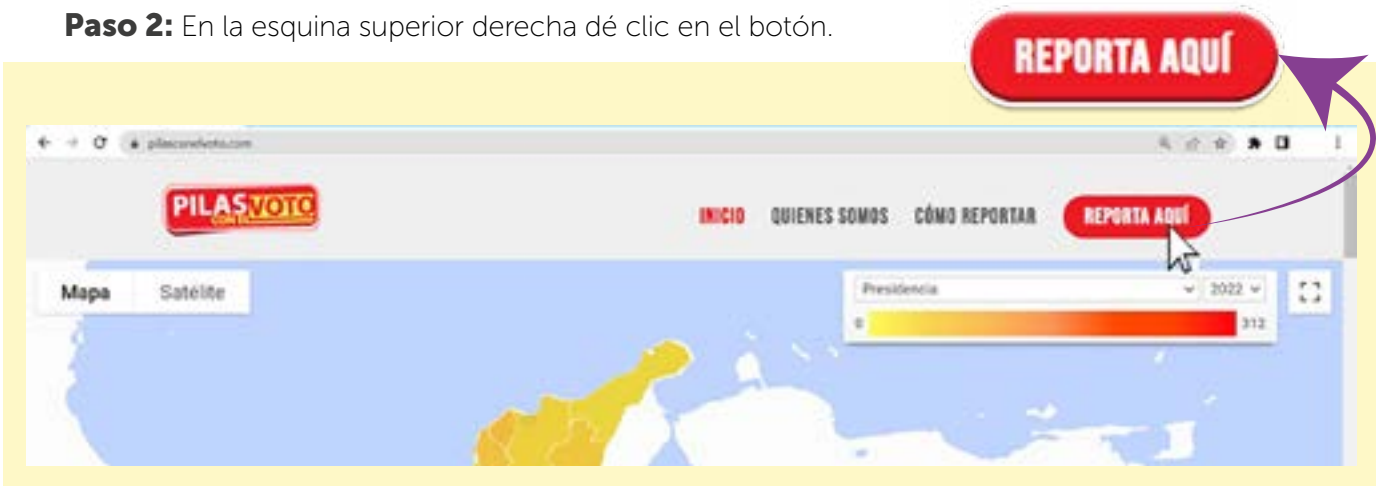 Paso 2: En la esquina superior derecha dé clic en el botón.
REPORTA AQUÍ
pilasconelvoto.com
PILAS VOTO
INICIO QUIENES SOMOS CÓMO REPORTAR REPORTA AQUÍ
Mapa Satélite
Presidencia 2022
0 312